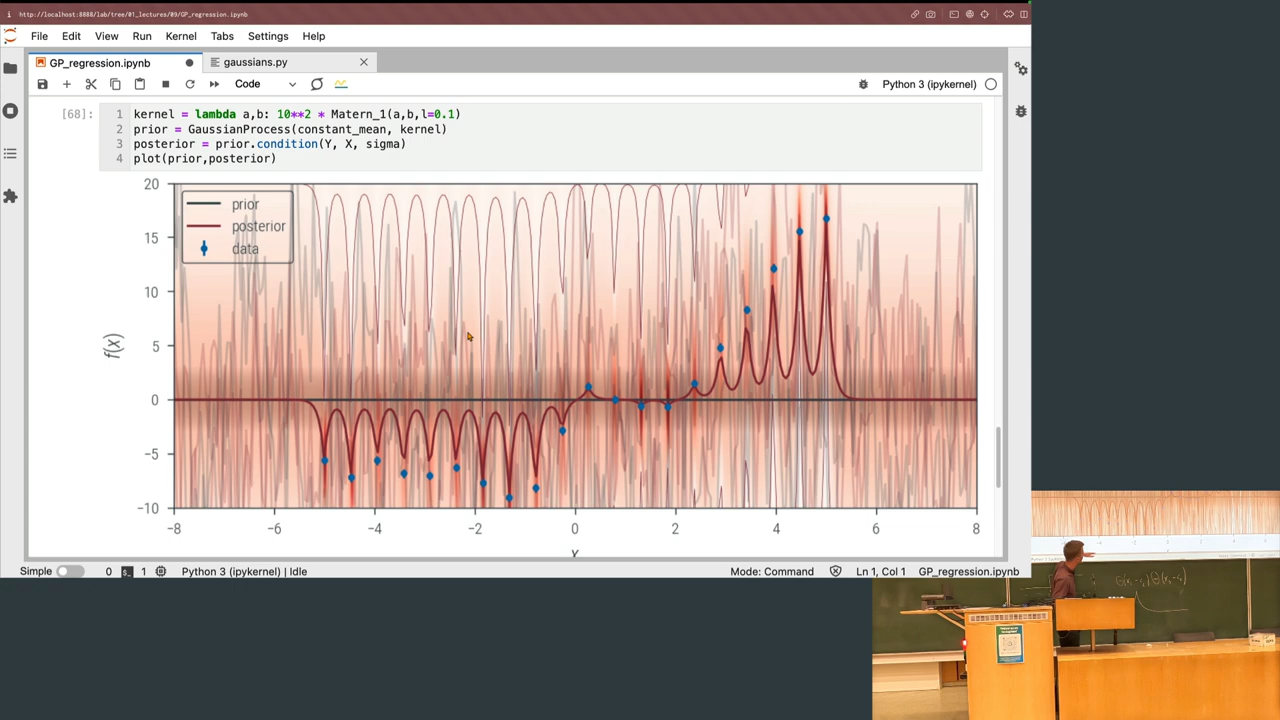 http://localhost:8888/lab/tree/01_lectures/09/GP_regression.ipynb
File Edit View Run Kernel Tabs Settings Help
GP_regression.ipynb gaussians.py
Code Python 3 (ipykernel)
[68]: 1 kernel = lambda a,b: 10**2 * Matern_1(a,b,l=0.1)
2 prior = GaussianProcess(constant_mean, kernel)
3 posterior = prior.condition(Y, X, sigma)
4 plot(prior,posterior)
20
prior
posterior
15
data
10
f(x)
5
0
−5
−10
−8 −6 −4 −2 0 2 4 6 8
Simple 0 1 Python 3 (ipykernel) | Idle Mode: Command Ln 1, Col 1 GP_regression.ipynb